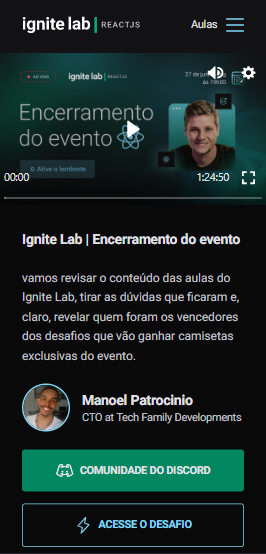 ignite lab | REACTJS
Aulas
AO VIVO
ignite lab | REACTJS
27 de jun
às 19h00
Encerramento
do evento
Ative o lembrete
00:00
1:24:50
Ignite Lab | Encerramento do evento
vamos revisar o conteúdo das aulas do
Ignite Lab, tirar as dúvidas que ficaram e,
claro, revelar quem foram os vencedores
dos desafios que vão ganhar camisetas
exclusivas do evento.
Manoel Patrocinio
CTO at Tech Family Developments
COMUNIDADE DO DISCORD
ACESSE O DESAFIO